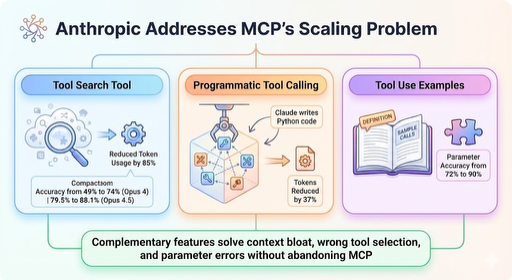 Anthropic Addresses MCP's Scaling Problem
Tool Search Tool
Reduced Token
Usage by 85%
Compactsom
Accuracy from 49% to 74% (Opus 4)
| 79.5% to 88.1% (Opus 4.5)
Programmatic Tool Calling
Claude writes
Python code
Tokens
Reduced
by 37%
Tool Use Examples
DEFINITION
SAMPLE
CALLS
Parameter
Accuracy from
72% to 90%
Complementary features solve context bloat, wrong tool selection,
and parameter errors without abandoning MCP